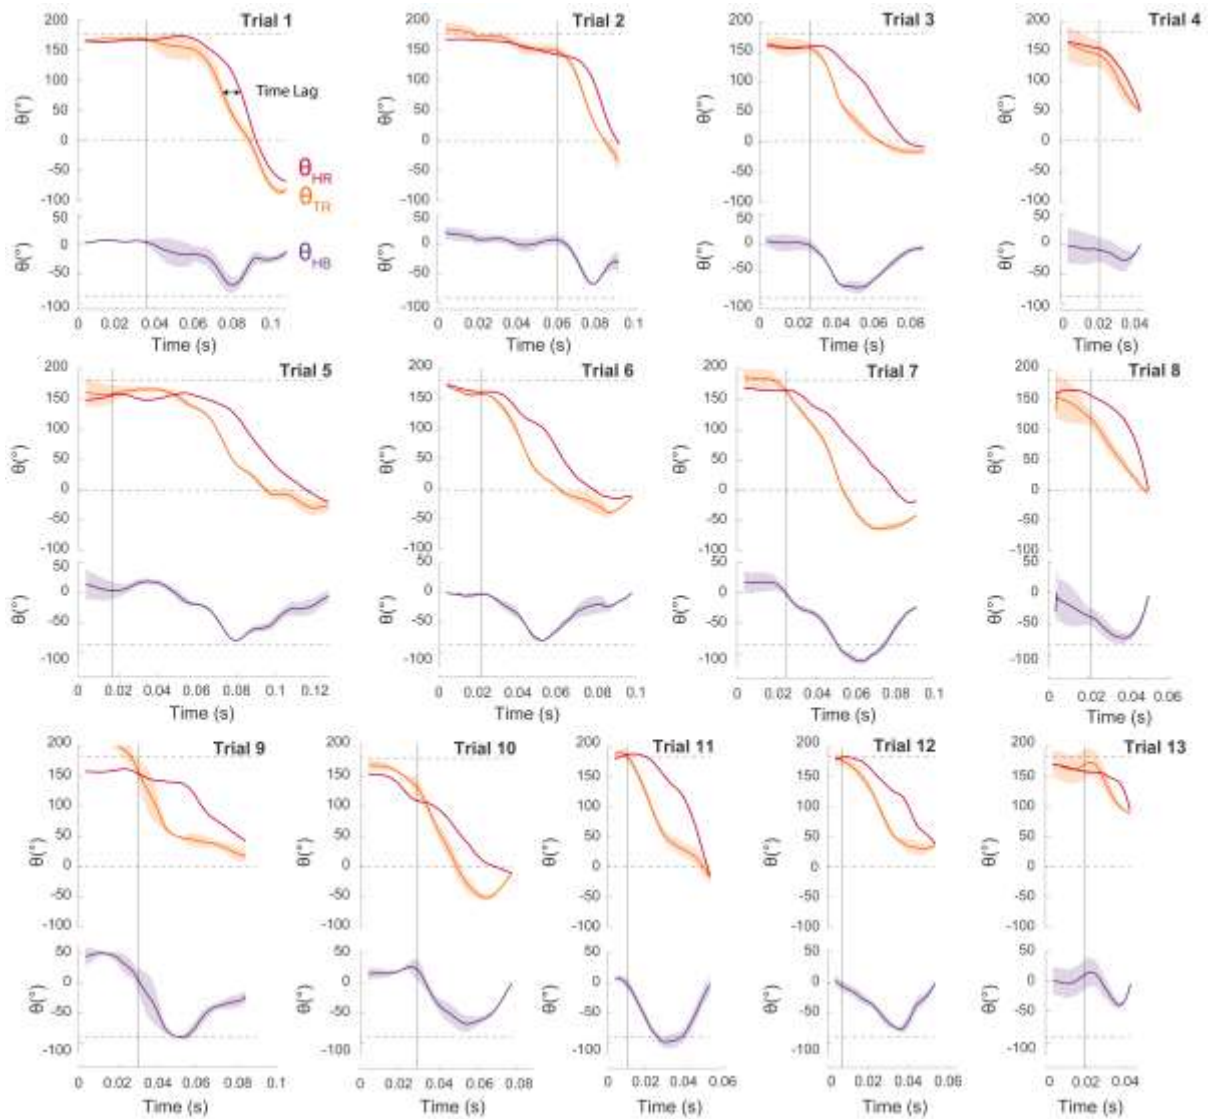 Trial 1
Trial 2
Trial 3
Trial 4
200 150 100 50 0 -50 -100
200 150 100 50 0 -50 -100
200 150 100 50 0 -50 -100
200 150 100 50 0 -50 -100
θ(°)
θ(°)
θ(°)
θ(°)
Time Lag
θHR
θTR
50 0 -50 -100
50 0 -50 -100
50 0 -50 -100
50 0 -50 -100
θ(°)
θ(°)
θ(°)
θ(°)
θHB
0 0.02 0.04 0.06 0.08 0.1
0 0.02 0.04 0.06 0.08 0.1
0 0.02 0.04 0.06 0.08
0 0.02 0.04
Time (s)
Time (s)
Time (s)
Time (s)
Trial 5
Trial 6
Trial 7
Trial 8
200 150 100 50 0 -50 -100
200 150 100 50 0 -50 -100
200 150 100 50 0 -50 -100
200 150 100 50 0 -50 -100
θ(°)
θ(°)
θ(°)
θ(°)
50 0 -50 -100
50 0 -50 -100
50 0 -50 -100
50 0 -50 -100
θ(°)
θ(°)
θ(°)
θ(°)
0 0.02 0.04 0.06 0.08 0.1 0.12
0 0.02 0.04 0.06 0.08 0.1
0 0.02 0.04 0.06 0.08 0.1
0 0.02 0.04 0.06
Time (s)
Time (s)
Time (s)
Time (s)
Trial 9
Trial 10
Trial 11
Trial 12
Trial 13
200 150 100 50 0 -50 -100
200 150 100 50 0 -50 -100
200 150 100 50 0 -50 -100
200 150 100 50 0 -50 -100
200 150 100 50 0 -50 -100
θ(°)
θ(°)
θ(°)
θ(°)
θ(°)
50 0 -50 -100
50 0 -50 -100
50 0 -50 -100
50 0 -50 -100
50 0 -50 -100
θ(°)
θ(°)
θ(°)
θ(°)
θ(°)
0 0.02 0.04 0.06 0.08 0.1
0 0.02 0.04 0.06 0.08
0 0.02 0.04 0.06
0 0.02 0.04 0.06
0 0.02 0.04
Time (s)
Time (s)
Time (s)
Time (s)
Time (s)